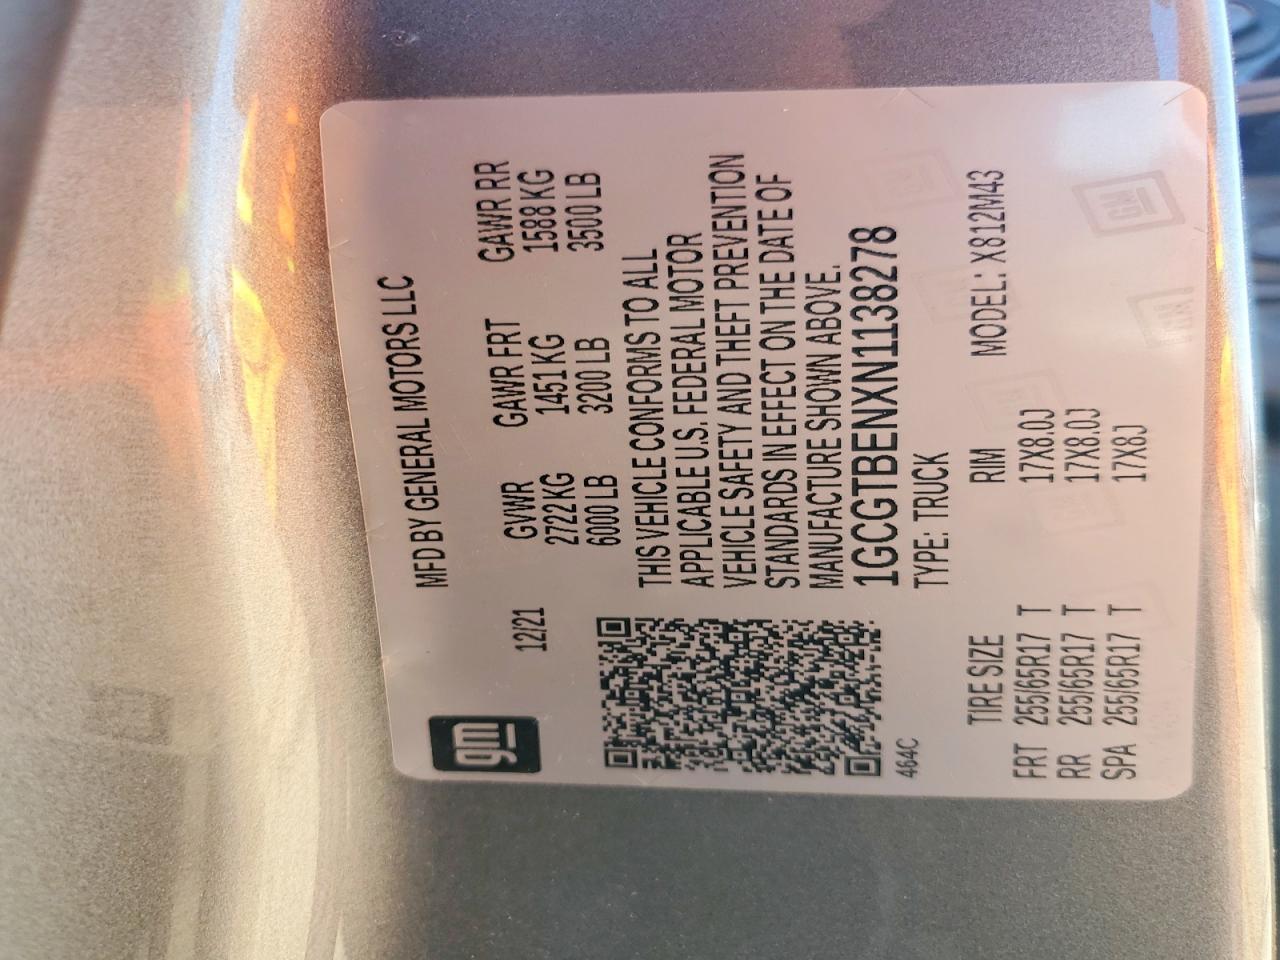 gm
MFD BY GENERAL MOTORS LLC
12/21
GVWR GAWR FRT GAWR RR
2722 KG 1451 KG 1588 KG
6000 LB 3200 LB 3500 LB
THIS VEHICLE CONFORMS TO ALL
APPLICABLE U.S. FEDERAL MOTOR
VEHICLE SAFETY AND THEFT PREVENTION
STANDARDS IN EFFECT ON THE DATE OF
MANUFACTURE SHOWN ABOVE.
1GCGTBENXN1138278
464C
TYPE: TRUCK
TIRE SIZE RIM MODEL: X812M43
FRT 255/65R17 T 17X8.0J
RR 255/65R17 T 17X8.0J
SPA 255/65R17 T 17X8J